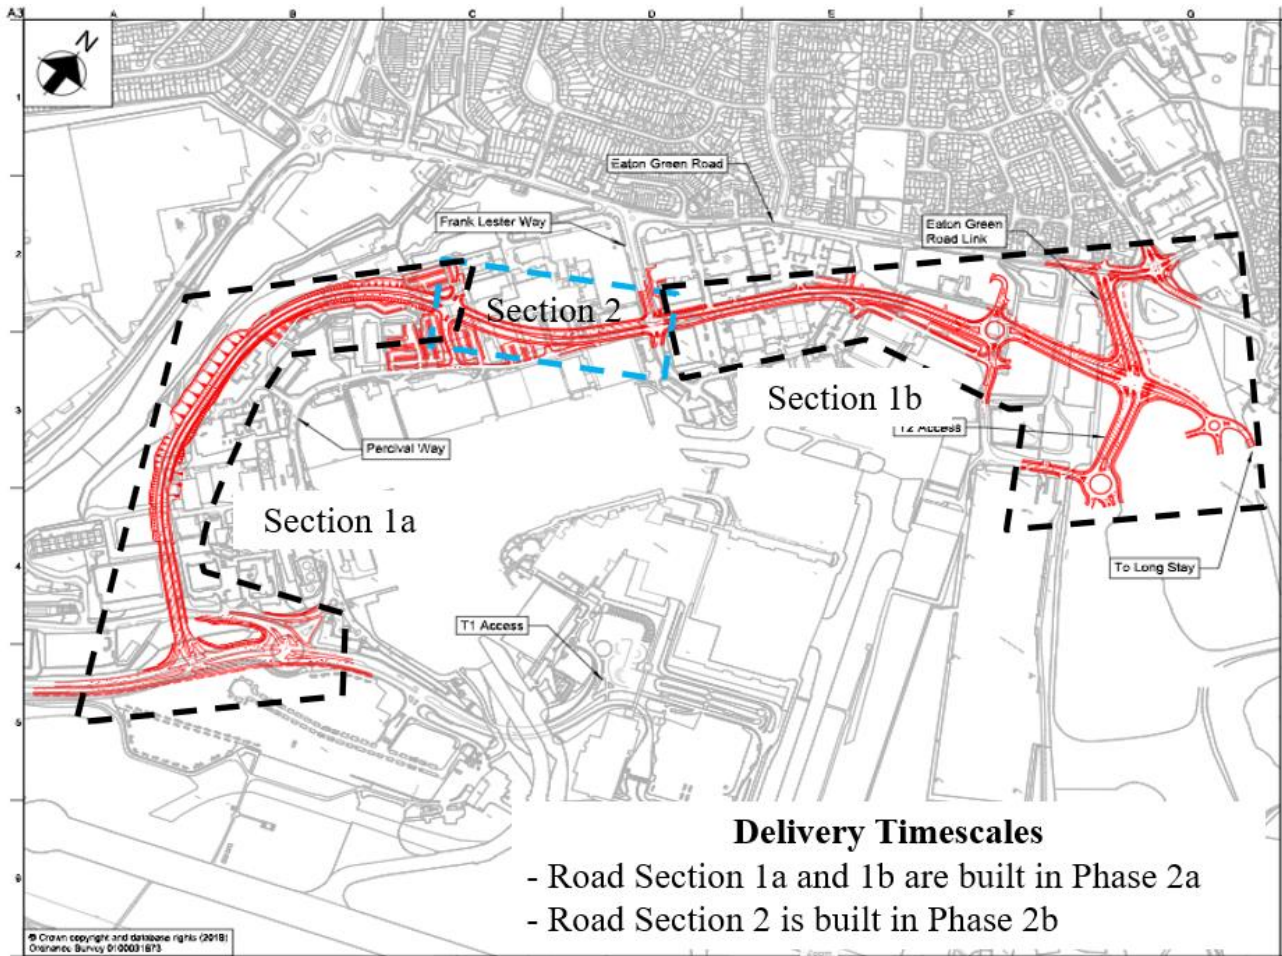 A3
A
B
C
D
E
F
G
N
1
Eaton Green Road
Frank Lester Way
Eaton Green
Road Link
2
Section 2
3
Section 1b
T2 Access
Percival Way
Section 1a
4
To Long Stay
T1 Access
5
Delivery Timescales
- Road Section 1a and 1b are built in Phase 2a
- Road Section 2 is built in Phase 2b
6
© Crown copyright and database rights (2018)
Ordnance Survey 0100031673